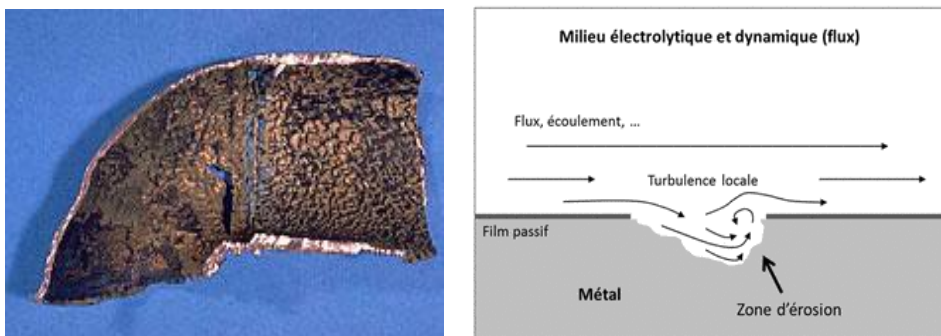 Milieu électrolytique et dynamique (flux)
Flux, écoulement, ...
Turbulence locale
Film passif
Métal
Zone d'érosion